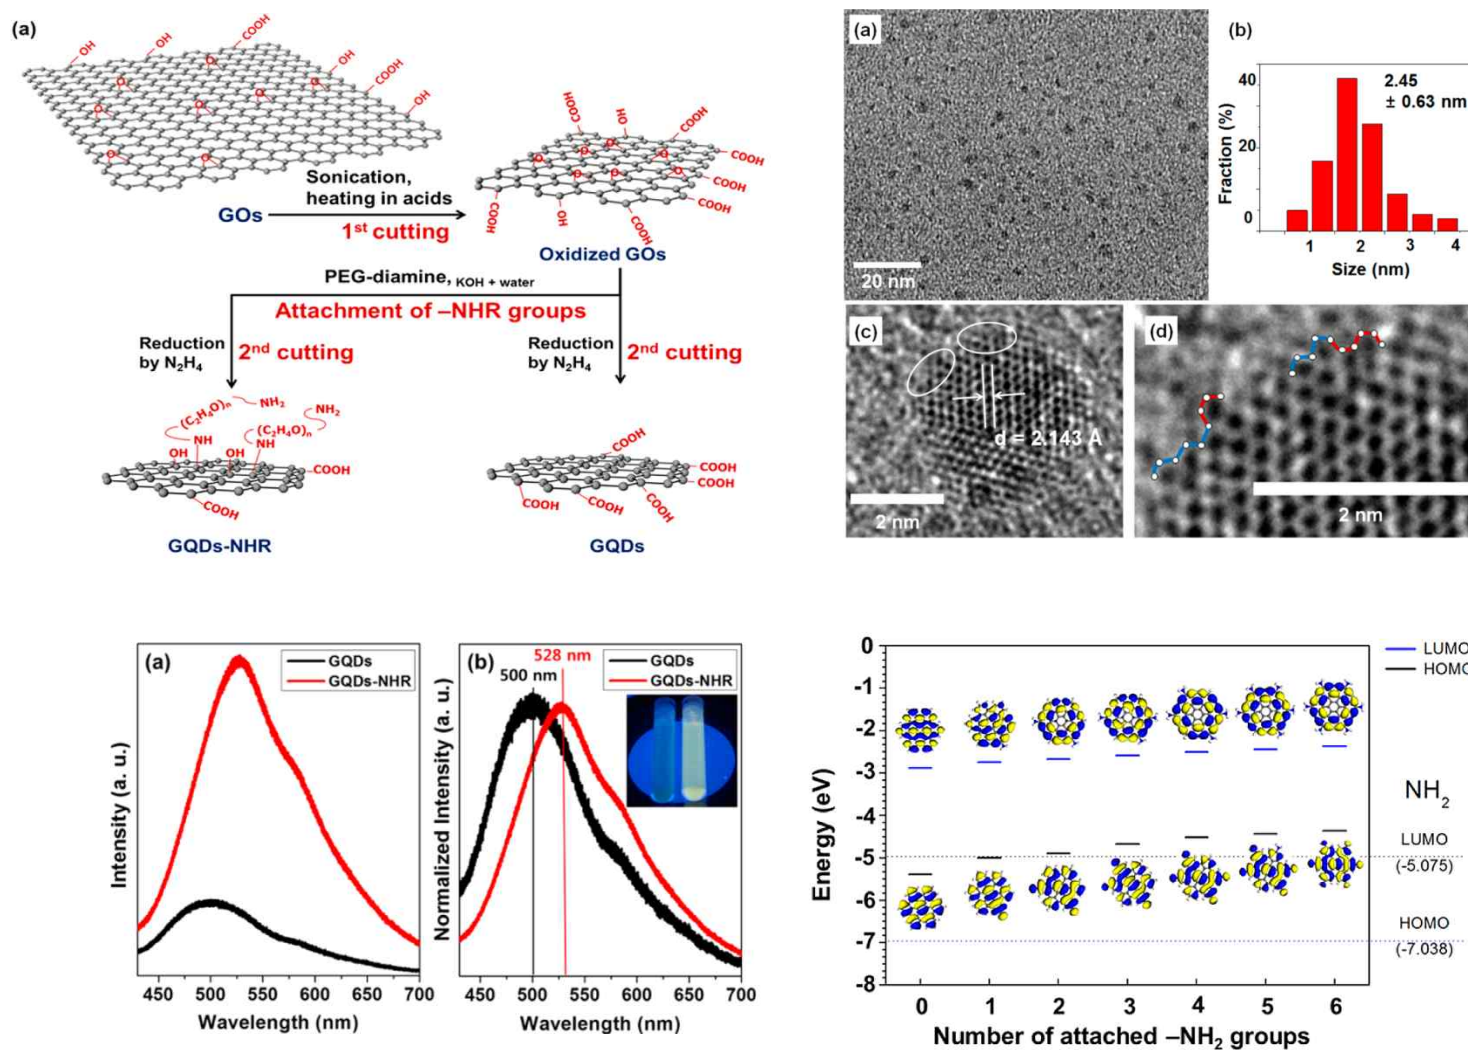 (a)
OH
OH
COOH
COOH
OH
O
O
O
O
O
O
O
O
Sonication,
heating in acids
GOs
1st cutting
HOOC
HO
COOH
COOH
COOH
COOH
COOH
OH
COOH
O
O
O
O
O
Oxidized GOs
PEG-diamine, KOH + water
Attachment of –NHR groups
Reduction
by N2H4
2nd cutting
Reduction
by N2H4
2nd cutting
(C2H4O)n
NH2
NH2
(C2H4O)n
NH
NH
OH
OH
COOH
COOH
GQDs-NHR
COOH
COOH
COOH
COOH
COOH
COOH
GQDs
(a)
20 nm
(b)
2.45
± 0.63 nm
40
20
0
Fraction (%)
1 2 3 4
Size (nm)
(c)
d = 2.143 Å
2 nm
(d)
2 nm
(a)
GQDs
GQDs-NHR
Intensity (a. u.)
450 500 550 600 650 700
Wavelength (nm)
(b)
528 nm
500 nm
GQDs
GQDs-NHR
Normalized Intensity (a. u.)
450 500 550 600 650 700
Wavelength (nm)
LUMO
HOMO
0
-1
-2
-3
-4
-5
-6
-7
-8
Energy (eV)
NH2
LUMO
(-5.075)
HOMO
(-7.038)
0 1 2 3 4 5 6
Number of attached –NH2 groups